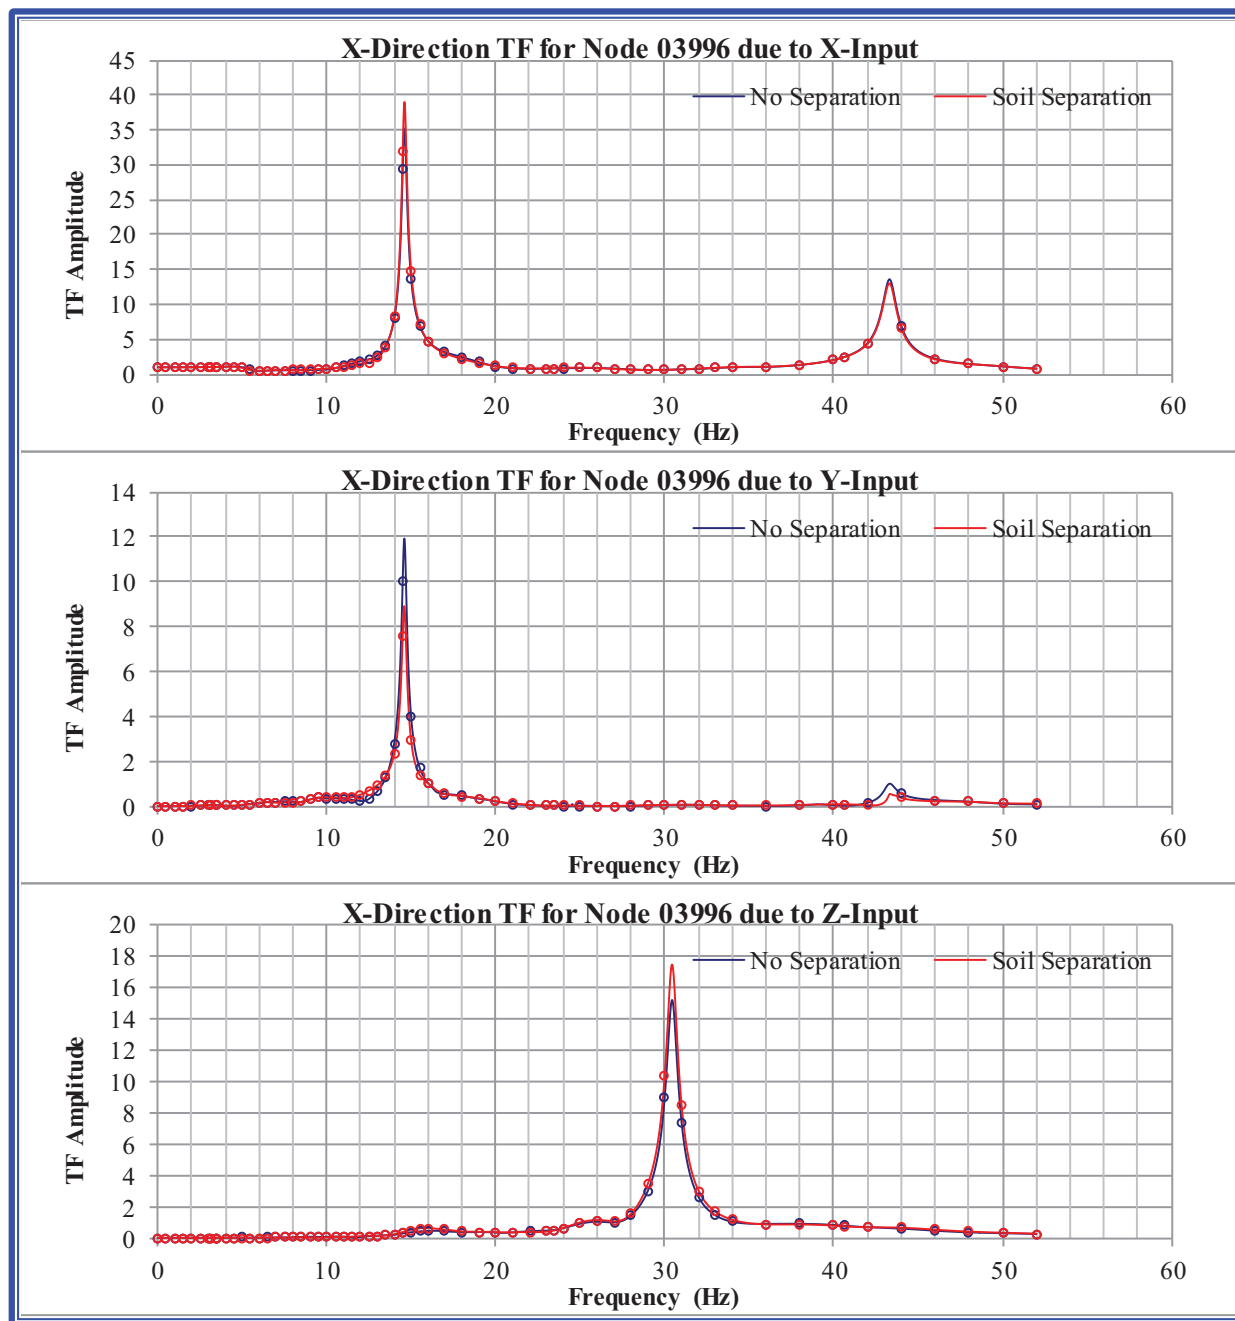 X-Direction TF for Node 03996 due to X-Input
45
40
35
30
25
20
15
10
5
0
TF Amplitude
No Separation
Soil Separation
0 10 20 30 40 50 60
Frequency (Hz)
X-Direction TF for Node 03996 due to Y-Input
14
12
10
8
6
4
2
0
TF Amplitude
No Separation
Soil Separation
0 10 20 30 40 50 60
Frequency (Hz)
X-Direction TF for Node 03996 due to Z-Input
20
18
16
14
12
10
8
6
4
2
0
TF Amplitude
No Separation
Soil Separation
0 10 20 30 40 50 60
Frequency (Hz)